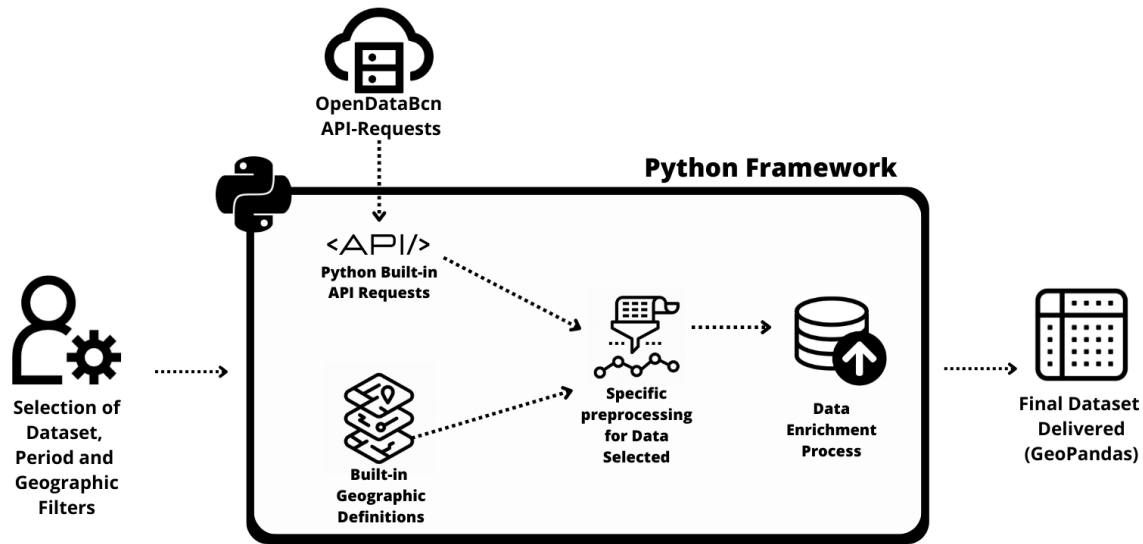 OpenDataBcn
API-Requests
Python Framework
<API/>
Python Built-in
API Requests
Selection of
Dataset,
Period and
Geographic
Filters
Built-in
Geographic
Definitions
Specific
preprocessing
for Data
Selected
Data
Enrichment
Process
Final Dataset
Delivered
(GeoPandas)